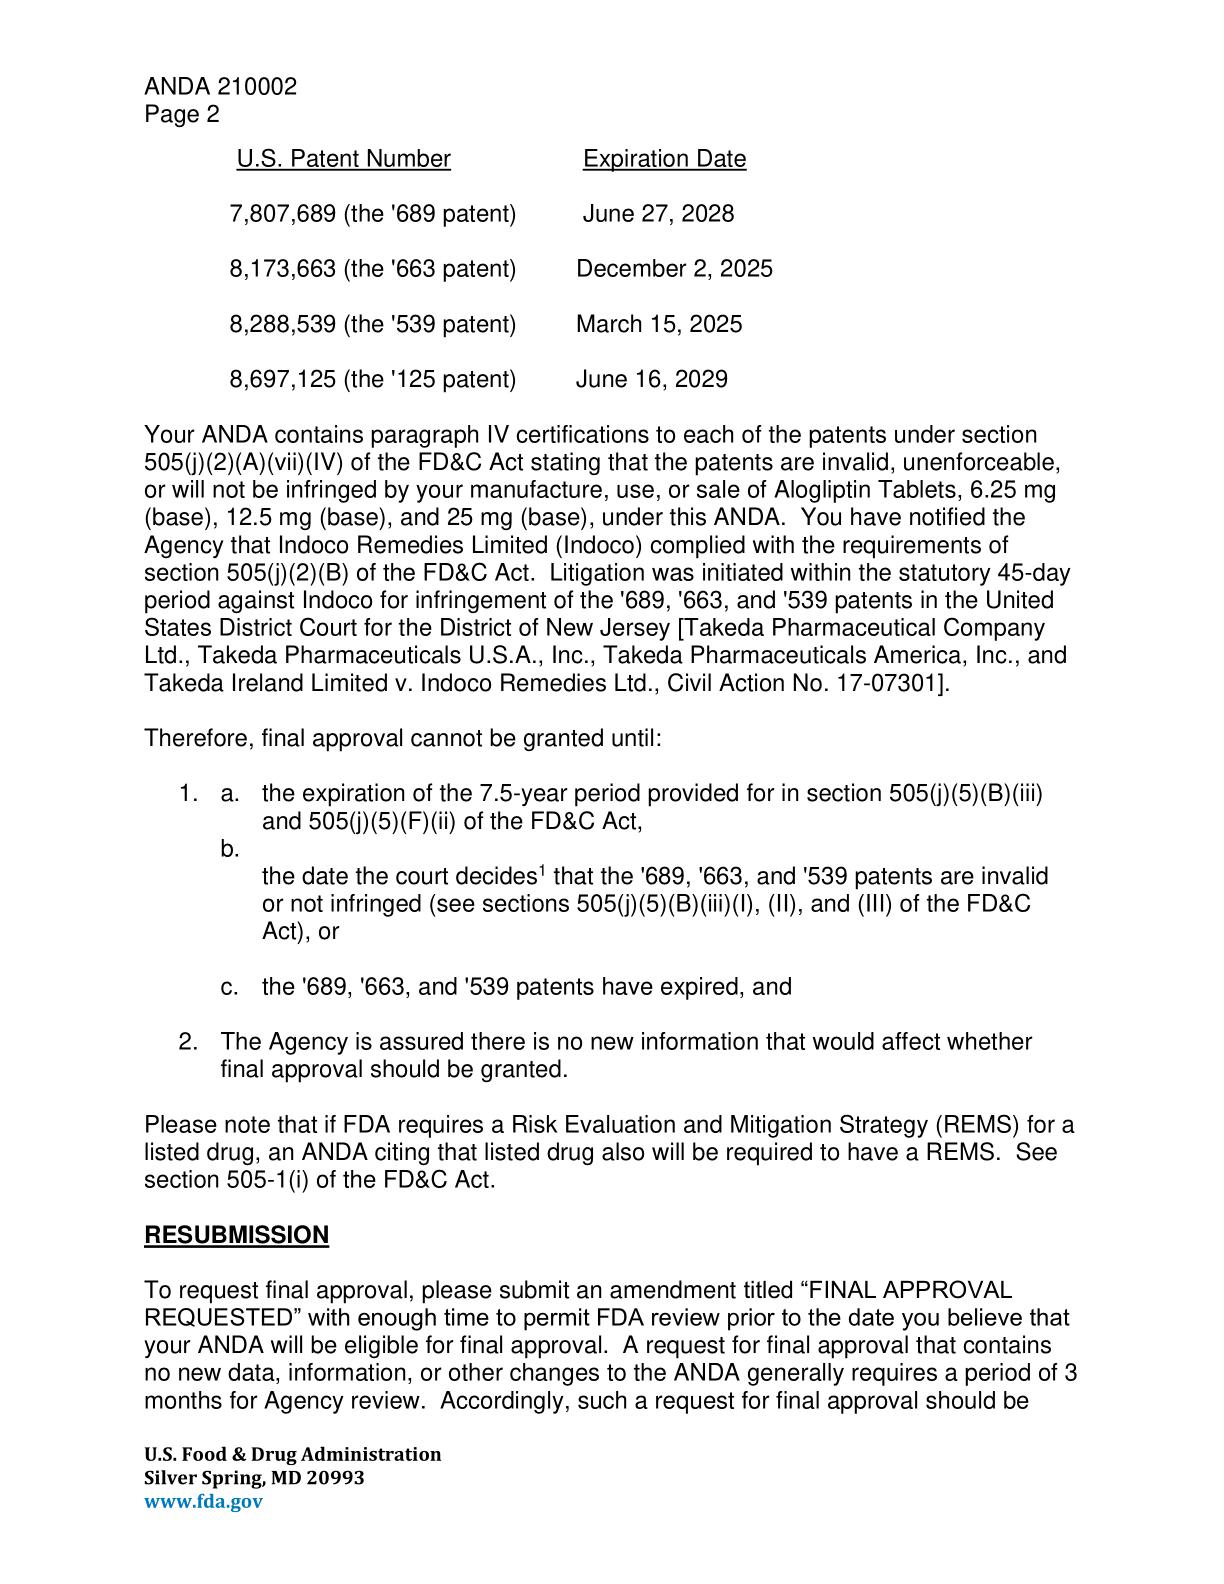 ANDA 210002
Page 2
U.S. Patent Number Expiration Date
7,807,689 (the '689 patent) June 27, 2028
8,173,663 (the '663 patent) December 2, 2025
8,288,539 (the '539 patent) March 15, 2025
8,697,125 (the '125 patent) June 16, 2029
Your ANDA contains paragraph IV certifications to each of the patents under section
505(j)(2)(A)(vii)(IV) of the FD&C Act stating that the patents are invalid, unenforceable,
or will not be infringed by your manufacture, use, or sale of Alogliptin Tablets, 6.25 mg
(base), 12.5 mg (base), and 25 mg (base), under this ANDA. You have notified the
Agency that Indoco Remedies Limited (Indoco) complied with the requirements of
section 505(j)(2)(B) of the FD&C Act. Litigation was initiated within the statutory 45-day
period against Indoco for infringement of the '689, '663, and '539 patents in the United
States District Court for the District of New Jersey [Takeda Pharmaceutical Company
Ltd., Takeda Pharmaceuticals U.S.A., Inc., Takeda Pharmaceuticals America, Inc., and
Takeda Ireland Limited v. Indoco Remedies Ltd., Civil Action No. 17-07301].
Therefore, final approval cannot be granted until:
1. a. the expiration of the 7.5-year period provided for in section 505(j)(5)(B)(iii)
and 505(j)(5)(F)(ii) of the FD&C Act,
b.
the date the court decides¹ that the '689, '663, and '539 patents are invalid
or not infringed (see sections 505(j)(5)(B)(iii)(I), (II), and (III) of the FD&C
Act), or
c. the '689, '663, and '539 patents have expired, and
2. The Agency is assured there is no new information that would affect whether
final approval should be granted.
Please note that if FDA requires a Risk Evaluation and Mitigation Strategy (REMS) for a
listed drug, an ANDA citing that listed drug also will be required to have a REMS. See
section 505-1(i) of the FD&C Act.
RESUBMISSION
To request final approval, please submit an amendment titled “FINAL APPROVAL
REQUESTED” with enough time to permit FDA review prior to the date you believe that
your ANDA will be eligible for final approval. A request for final approval that contains
no new data, information, or other changes to the ANDA generally requires a period of 3
months for Agency review. Accordingly, such a request for final approval should be
U.S. Food & Drug Administration
Silver Spring, MD 20993
www.fda.gov